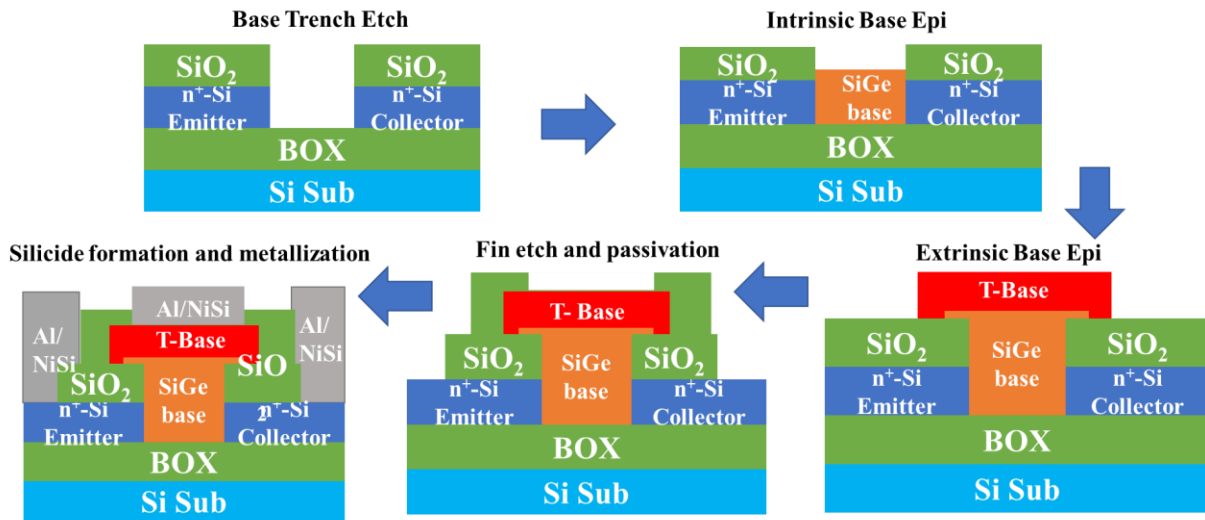 Base Trench Etch
SiO2
SiO2
n+-Si
Emitter
n+-Si
Collector
BOX
Si Sub
Intrinsic Base Epi
SiO2
SiO2
n+-Si
Emitter
SiGe
base
n+-Si
Collector
BOX
Si Sub
Silicide formation and metallization
Al/NiSi
Al/
NiSi
T-Base
Al/
NiSi
SiO2
SiGe
base
SiO
2
n+-Si
Emitter
n+-Si
Collector
BOX
Si Sub
Fin etch and passivation
T- Base
SiO2
SiGe
base
SiO2
n+-Si
Emitter
n+-Si
Collector
BOX
Si Sub
Extrinsic Base Epi
T-Base
SiO2
SiGe
base
SiO2
n+-Si
Emitter
n+-Si
Collector
BOX
Si Sub